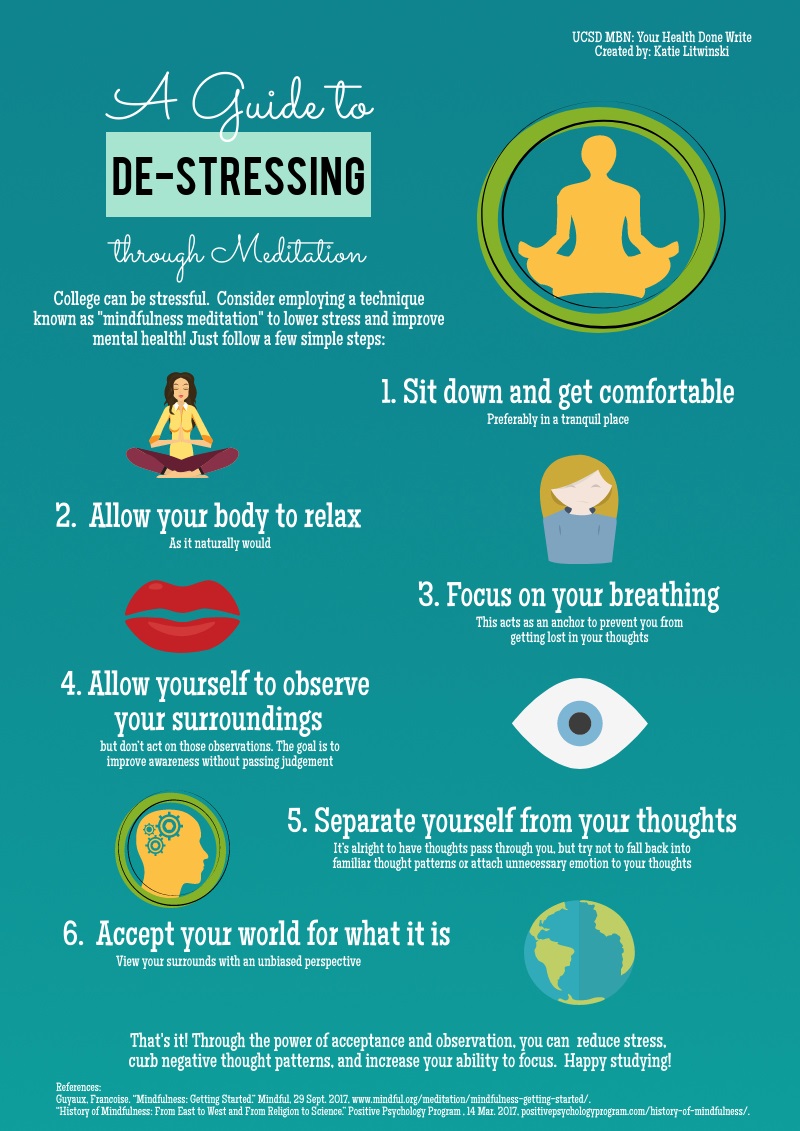 UCSD MBN: Your Health Done Write
Created by: Katie Litwinski
A Guide to
DE-STRESSING
through Meditation
College can be stressful. Consider employing a technique
known as "mindfulness meditation" to lower stress and improve
mental health! Just follow a few simple steps:
1. Sit down and get comfortable
Preferably in a tranquil place
2. Allow your body to relax
As it naturally would
3. Focus on your breathing
This acts as an anchor to prevent you from
getting lost in your thoughts
4. Allow yourself to observe
your surroundings
but don't act on those observations. The goal is to
improve awareness without passing judgement
5. Separate yourself from your thoughts
It's alright to have thoughts pass through you, but try not to fall back into
familiar thought patterns or attach unnecessary emotion to your thoughts
6. Accept your world for what it is
View your surrounds with an unbiased perspective
That's it! Through the power of acceptance and observation, you can reduce stress,
curb negative thought patterns, and increase your ability to focus. Happy studying!
References:
Guyaux, Francoise. "Mindfulness: Getting Started." Mindful, 29 Sept. 2017, www.mindful.org/meditation/mindfulness-getting-started/.
"History of Mindfulness: From East to West and From Religion to Science." Positive Psychology Program , 14 Mar. 2017, positivepsychologyprogram.com/history-of-mindfulness/.